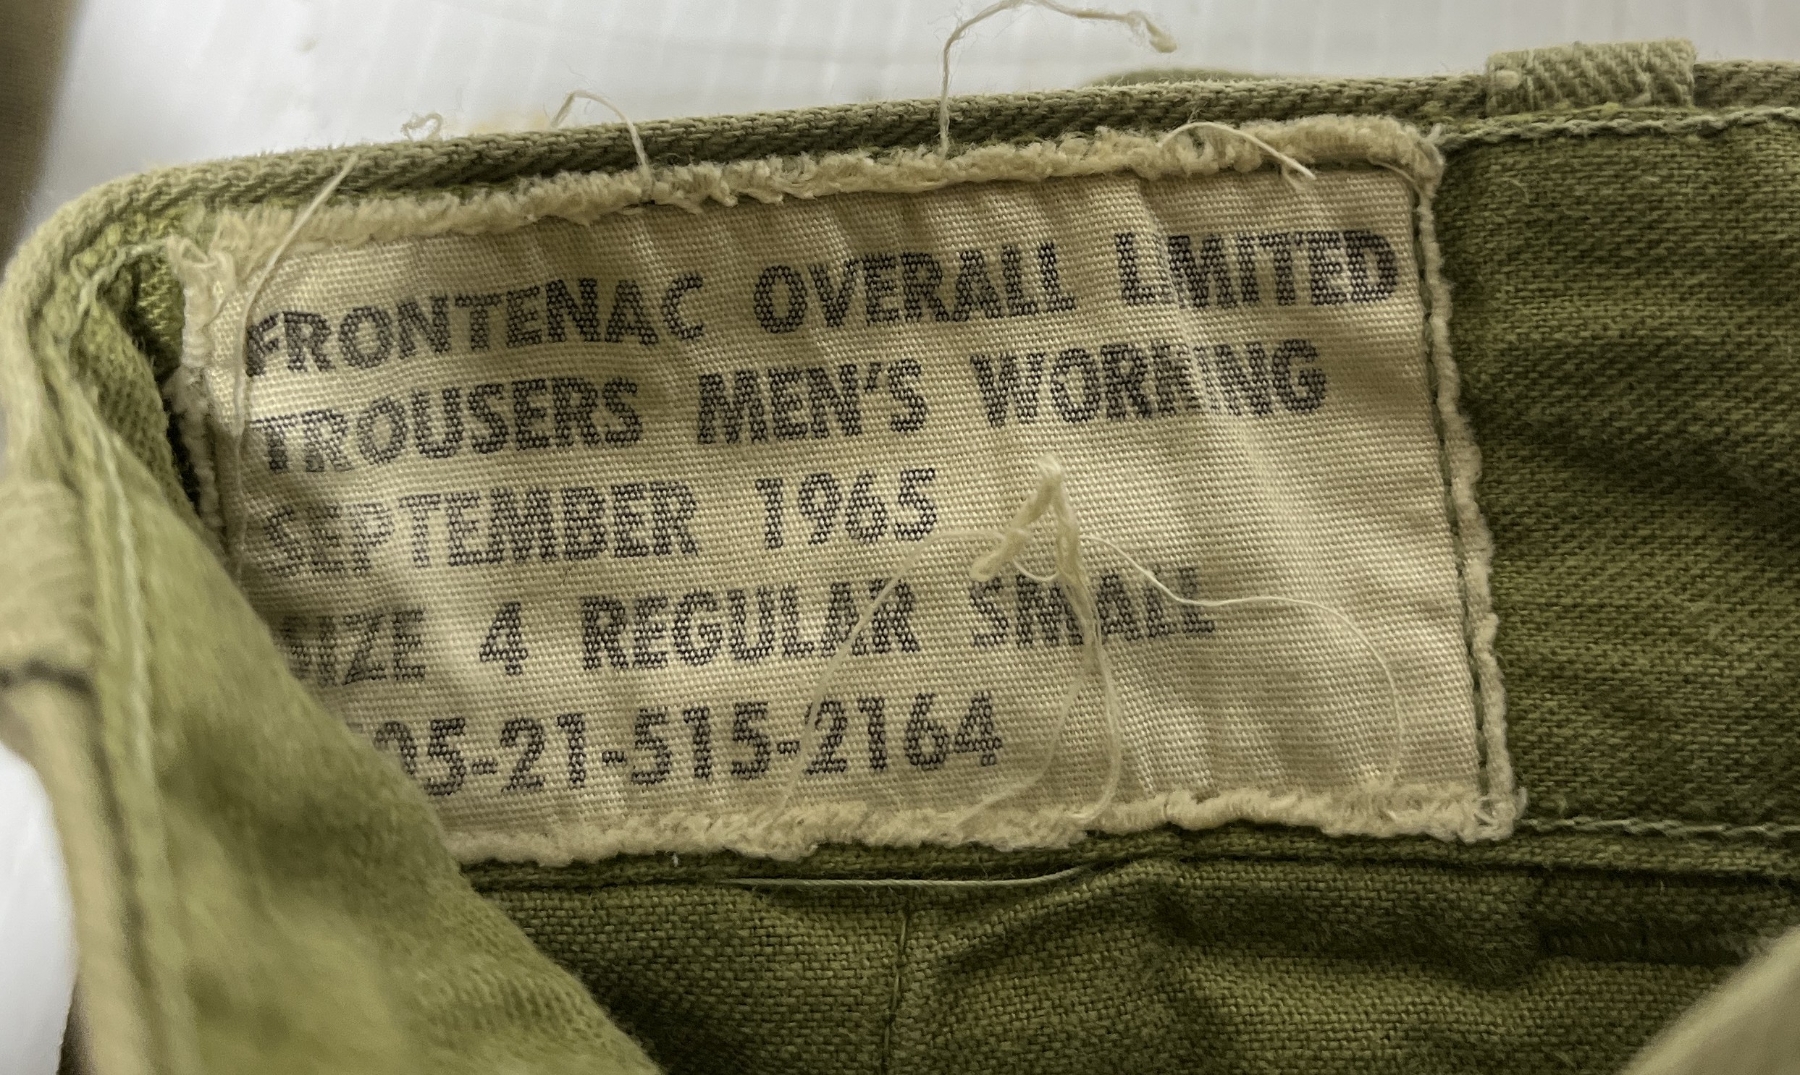 FRONTENAC OVERALL LIMITED
TROUSERS MEN'S WORKING
SEPTEMBER 1965
SIZE 4 REGULAR SMALL
05-21-515-2164